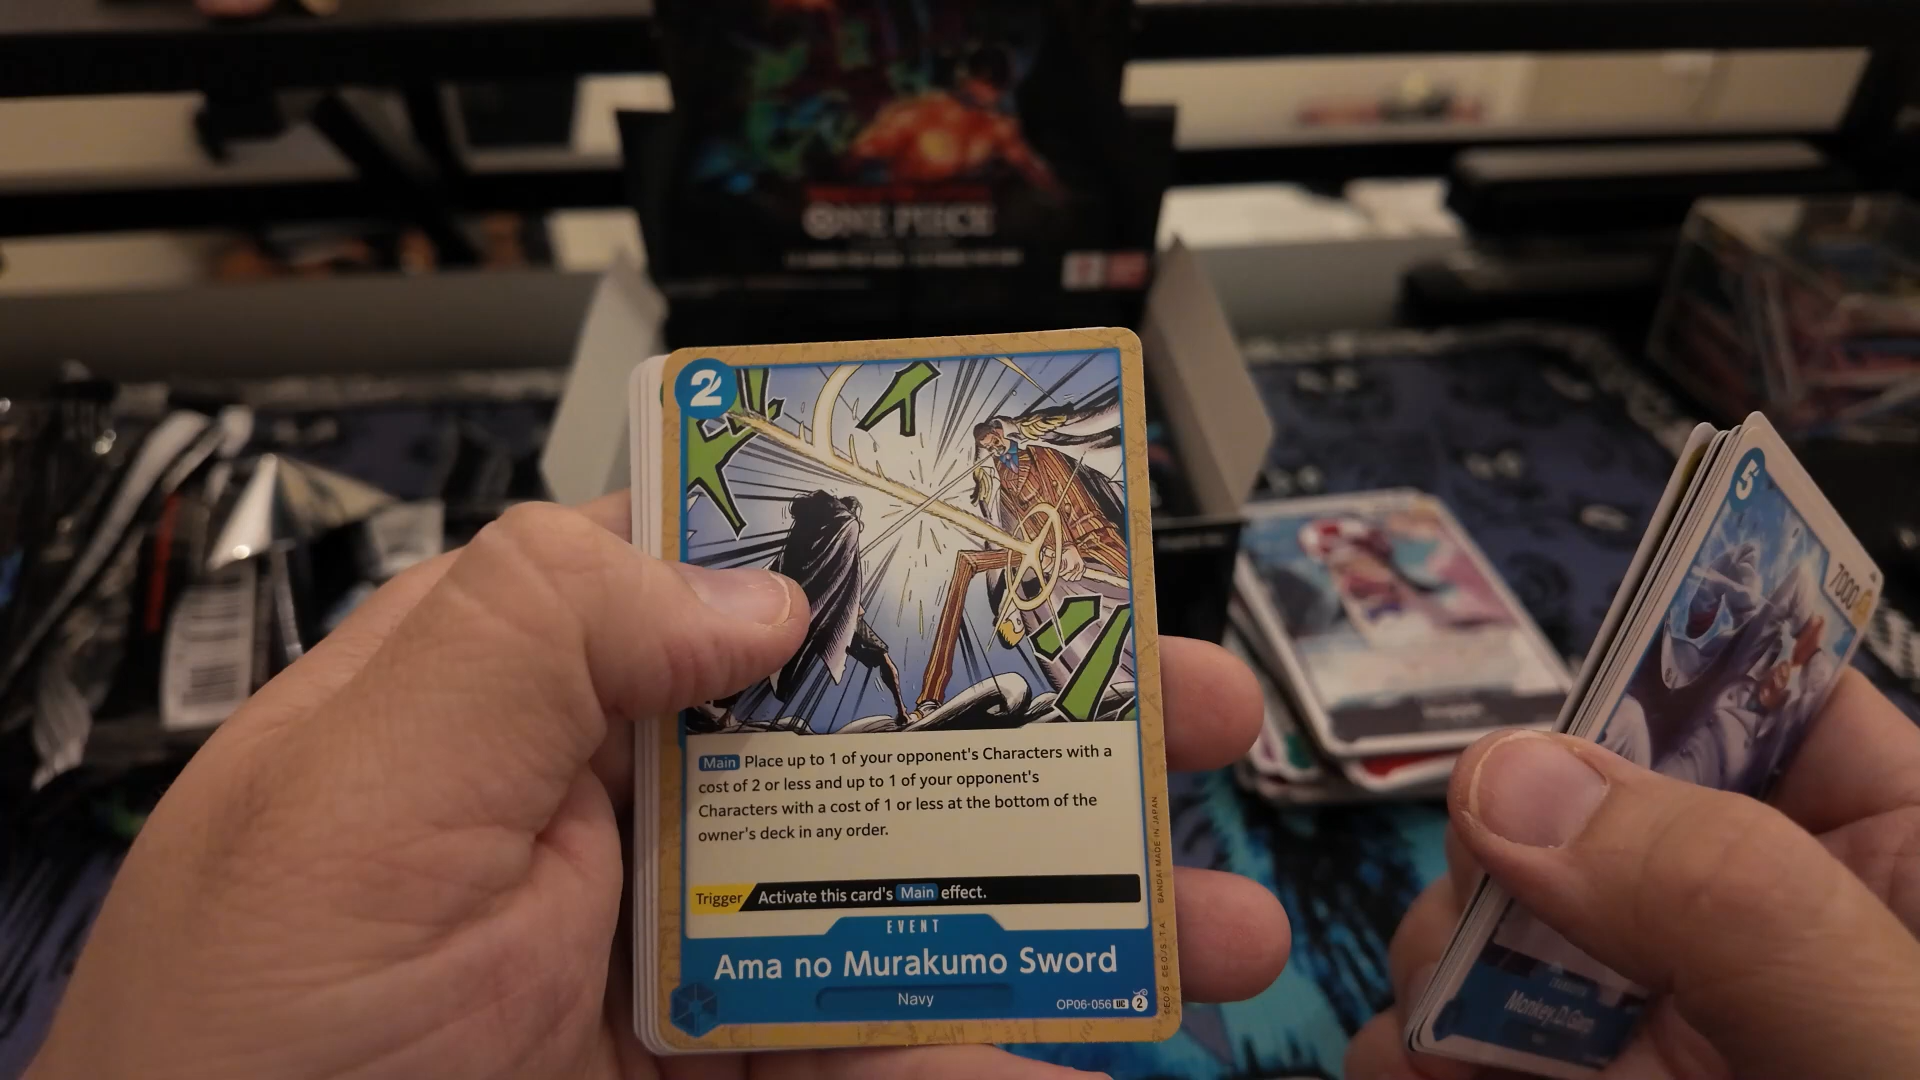 ONE PIECE
2
Main Place up to 1 of your opponent's Characters with a
cost of 2 or less and up to 1 of your opponent's
Characters with a cost of 1 or less at the bottom of the
owner's deck in any order.
Trigger Activate this card's Main effect.
EVENT
Ama no Murakumo Sword
Navy
OP06-056 UC 2
BANDAI MADE IN JAPAN
5
7000
Monkey.D.Garp